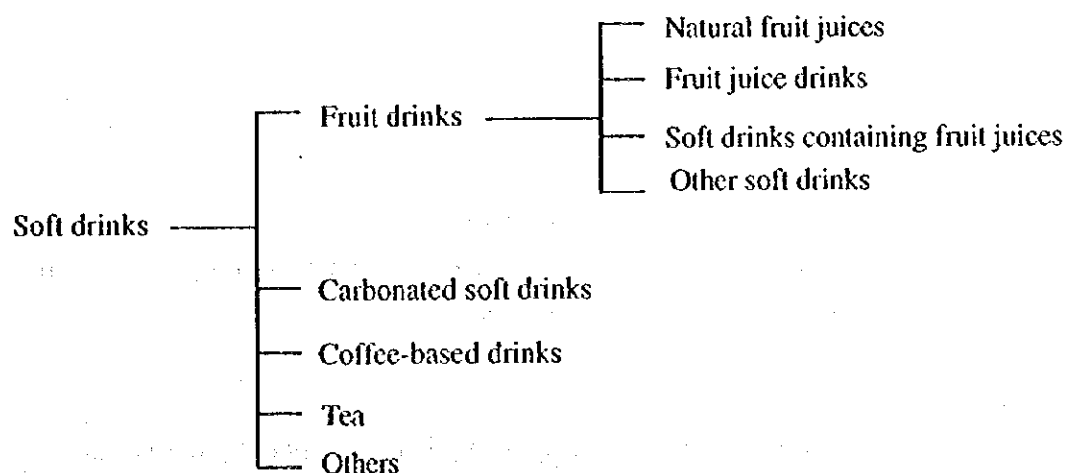 Natural fruit juices
Fruit juice drinks
Fruit drinks
Soft drinks containing fruit juices
Other soft drinks
Soft drinks
Carbonated soft drinks
Coffee-based drinks
Tea
Others